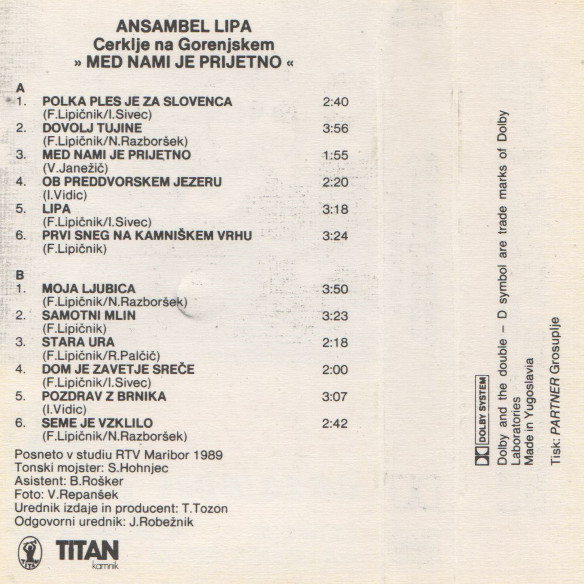 ANSAMBEL LIPA
Cerklje na Gorenjskem
» MED NAMI JE PRIJETNO «
A
1. POLKA PLES JE ZA SLOVENCA 2:40
(F.Lipičnik/I.Sivec)
2. DOVOLJ TUJINE 3:56
(F.Lipičnik/N.Razboršek)
3. MED NAMI JE PRIJETNO 1:55
(V.Janežič)
4. OB PREDDVORSKEM JEZERU 2:20
(I.Vidic)
5. LIPA 3:18
(F.Lipičnik/I.Sivec)
6. PRVI SNEG NA KAMNIŠKEM VRHU 3:24
(F.Lipičnik)
B
1. MOJA LJUBICA 3:50
(F.Lipičnik/N.Razboršek)
2. SAMOTNI MLIN 3:23
(F.Lipičnik)
3. STARA URA 2:18
(F.Lipičnik/R.Palčič)
4. DOM JE ZAVETJE SREČE 2:00
(F.Lipičnik/I.Sivec)
5. POZDRAV Z BRNIKA 3:07
(I.Vidic)
6. SEME JE VZKLILO 2:42
(F.Lipičnik/N.Razboršek)
Posneto v studiu RTV Maribor 1989
Tonski mojster: S.Hohnjec
Asistent: B.Rošker
Foto: V.Repanšek
Urednik izdaje in producent: T.Tozon
Odgovorni urednik: J.Robežnik
TITAN
TITAN
kamnik
DOLBY SYSTEM
Dolby and the double – D symbol are trade marks of Dolby
Laboratories
Made in Yugoslavia
Tisk: PARTNER Grosuplje